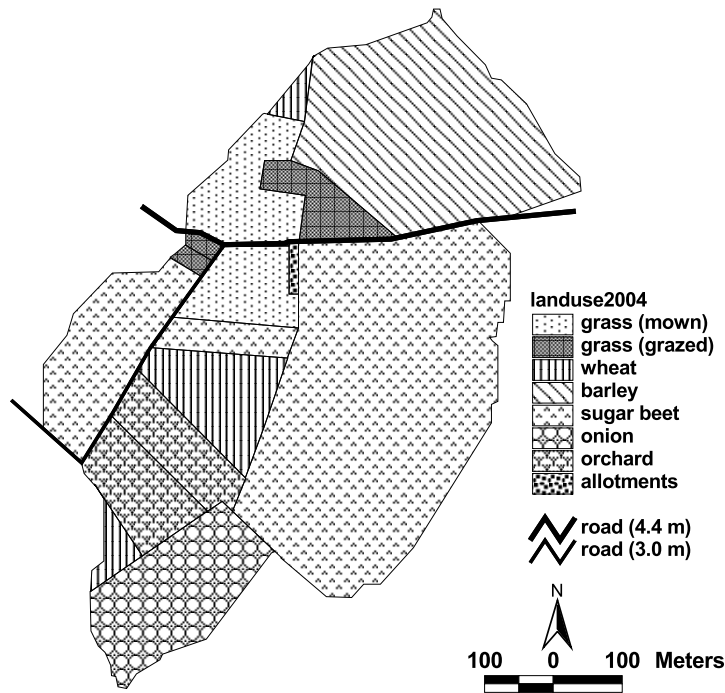 landuse2004
grass (mown)
grass (grazed)
wheat
barley
sugar beet
onion
orchard
allotments
road (4.4 m)
road (3.0 m)
N
100 0 100 Meters